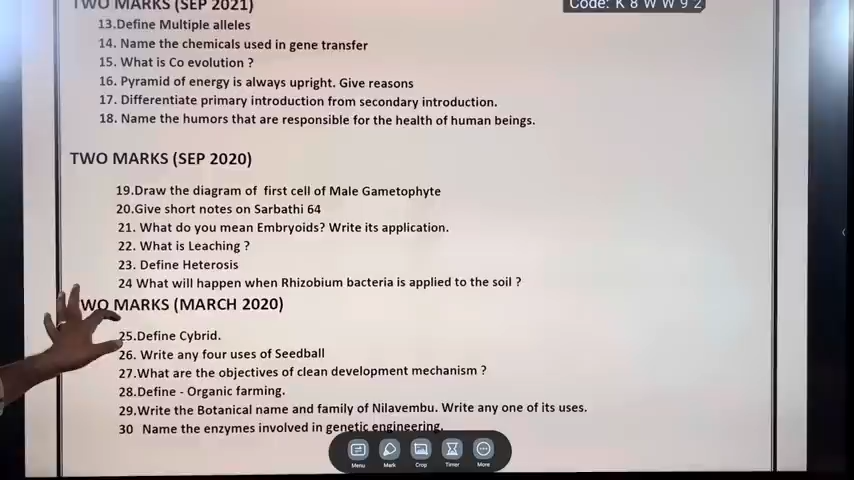 TWO MARKS (SEP 2021)
Code: K 8 W W 9 2
13.Define Multiple alleles
14. Name the chemicals used in gene transfer
15. What is Co evolution ?
16. Pyramid of energy is always upright. Give reasons
17. Differentiate primary introduction from secondary introduction.
18. Name the humors that are responsible for the health of human beings.
TWO MARKS (SEP 2020)
19.Draw the diagram of first cell of Male Gametophyte
20.Give short notes on Sarbathi 64
21. What do you mean Embryoids? Write its application.
22. What is Leaching ?
23. Define Heterosis
24 What will happen when Rhizobium bacteria is applied to the soil ?
TWO MARKS (MARCH 2020)
25.Define Cybrid.
26. Write any four uses of Seedball
27.What are the objectives of clean development mechanism ?
28.Define - Organic farming.
29.Write the Botanical name and family of Nilavembu. Write any one of its uses.
30 Name the enzymes involved in genetic engineering.
Menu Mark Crop Timer More